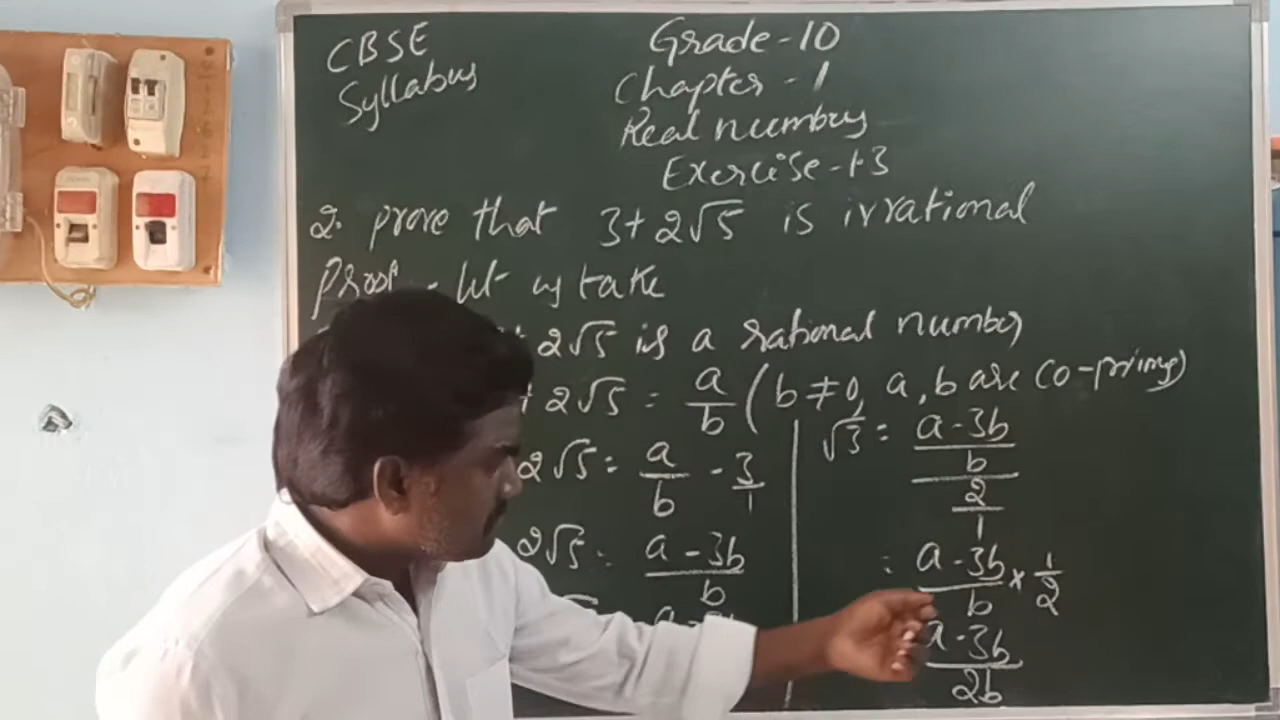 CBSE
Syllabus
Grade-10
Chapter-1
Real numbers
Exercise-1.3
2. prove that 3+2√5 is irrational
Proof - let us take
2√5 is a rational number
+ 2√5 = a/b (b≠0, a, b are co-primes)
2√5 = a/b - 3/1
2√5 = a-3b/b
√3 = a-3b/b / 2/1
= a-3b/b × 1/2
a-3b/2b